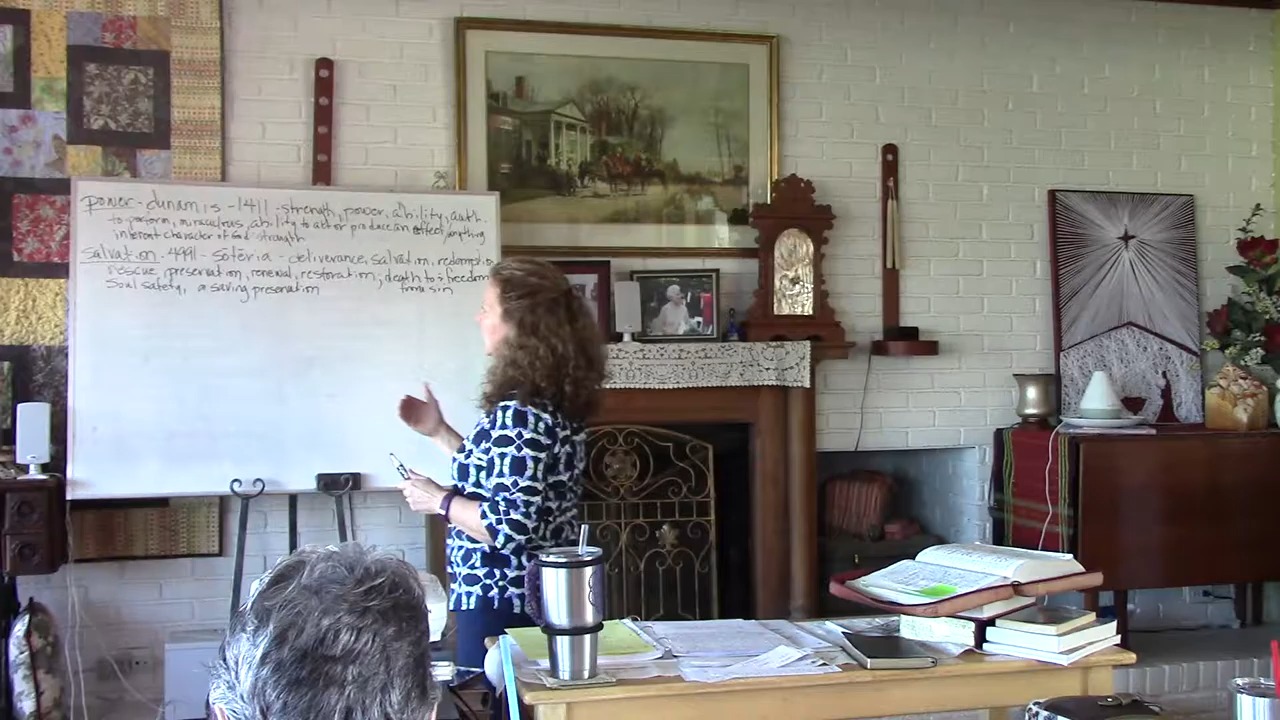 power - dunamis - 1411 - strength, power, ability, auth.
to perform, miraculous, ability to act or produce an effect, anything
inherent character of God strength
Salvation - 4991 - soteria - deliverance, salvation, redemption
rescue, preservation, renewal, restoration, death to is freedom
Soul safety, a saving preservation from sin